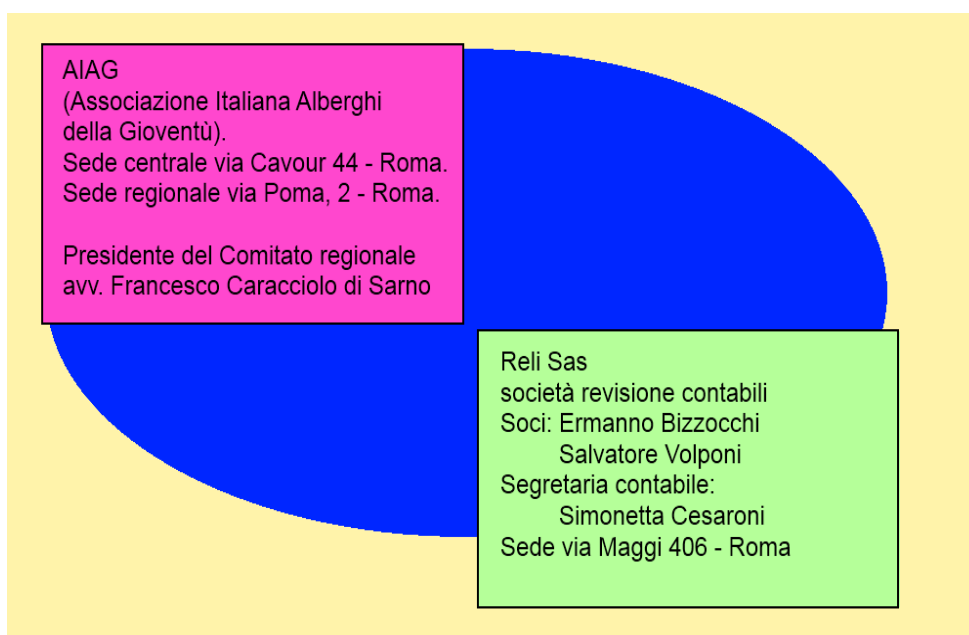 AIAG
(Associazione Italiana Alberghi
della Gioventù).
Sede centrale via Cavour 44 - Roma.
Sede regionale via Poma, 2 - Roma.
Presidente del Comitato regionale
avv. Francesco Caracciolo di Sarno
Reli Sas
società revisione contabili
Soci: Ermanno Bizzocchi
Salvatore Volponi
Segretaria contabile:
Simonetta Cesaroni
Sede via Maggi 406 - Roma